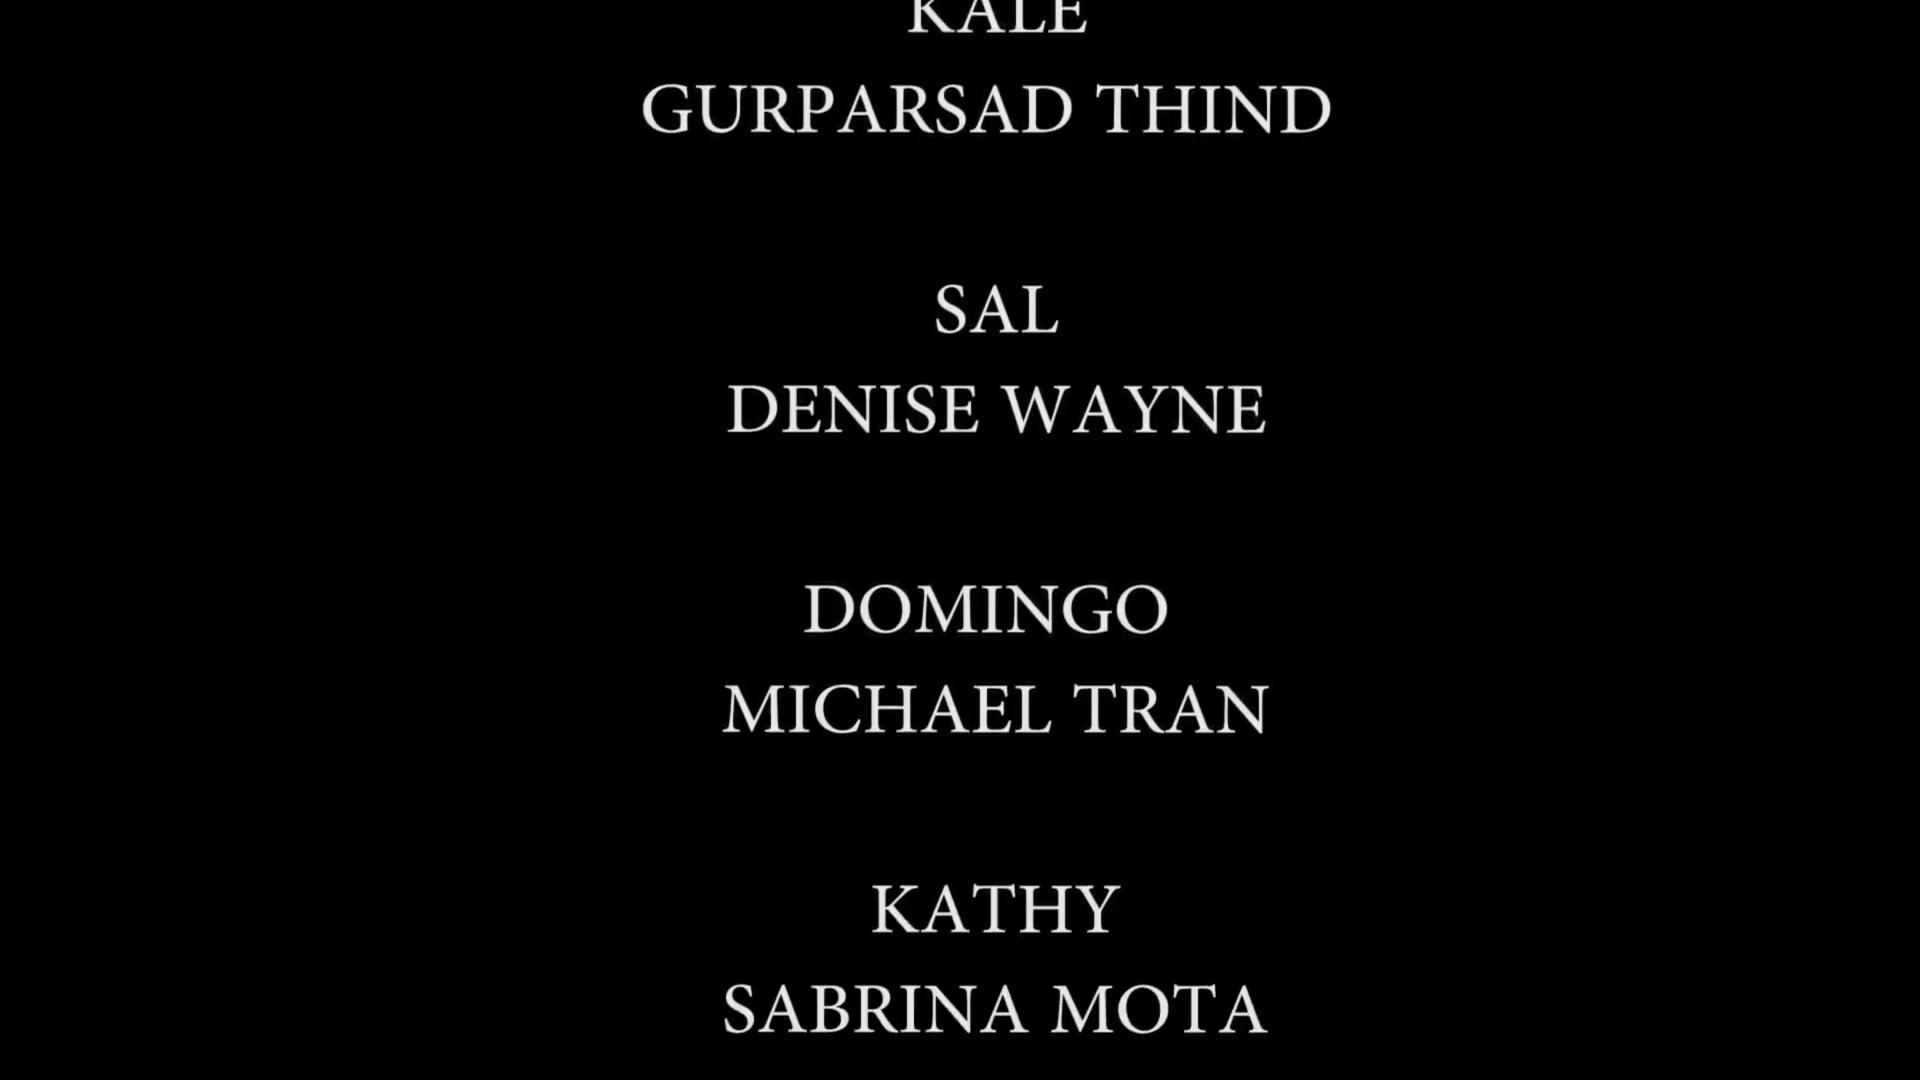 KALE
GURPARSAD THIND
SAL
DENISE WAYNE
DOMINGO
MICHAEL TRAN
KATHY
SABRINA MOTA